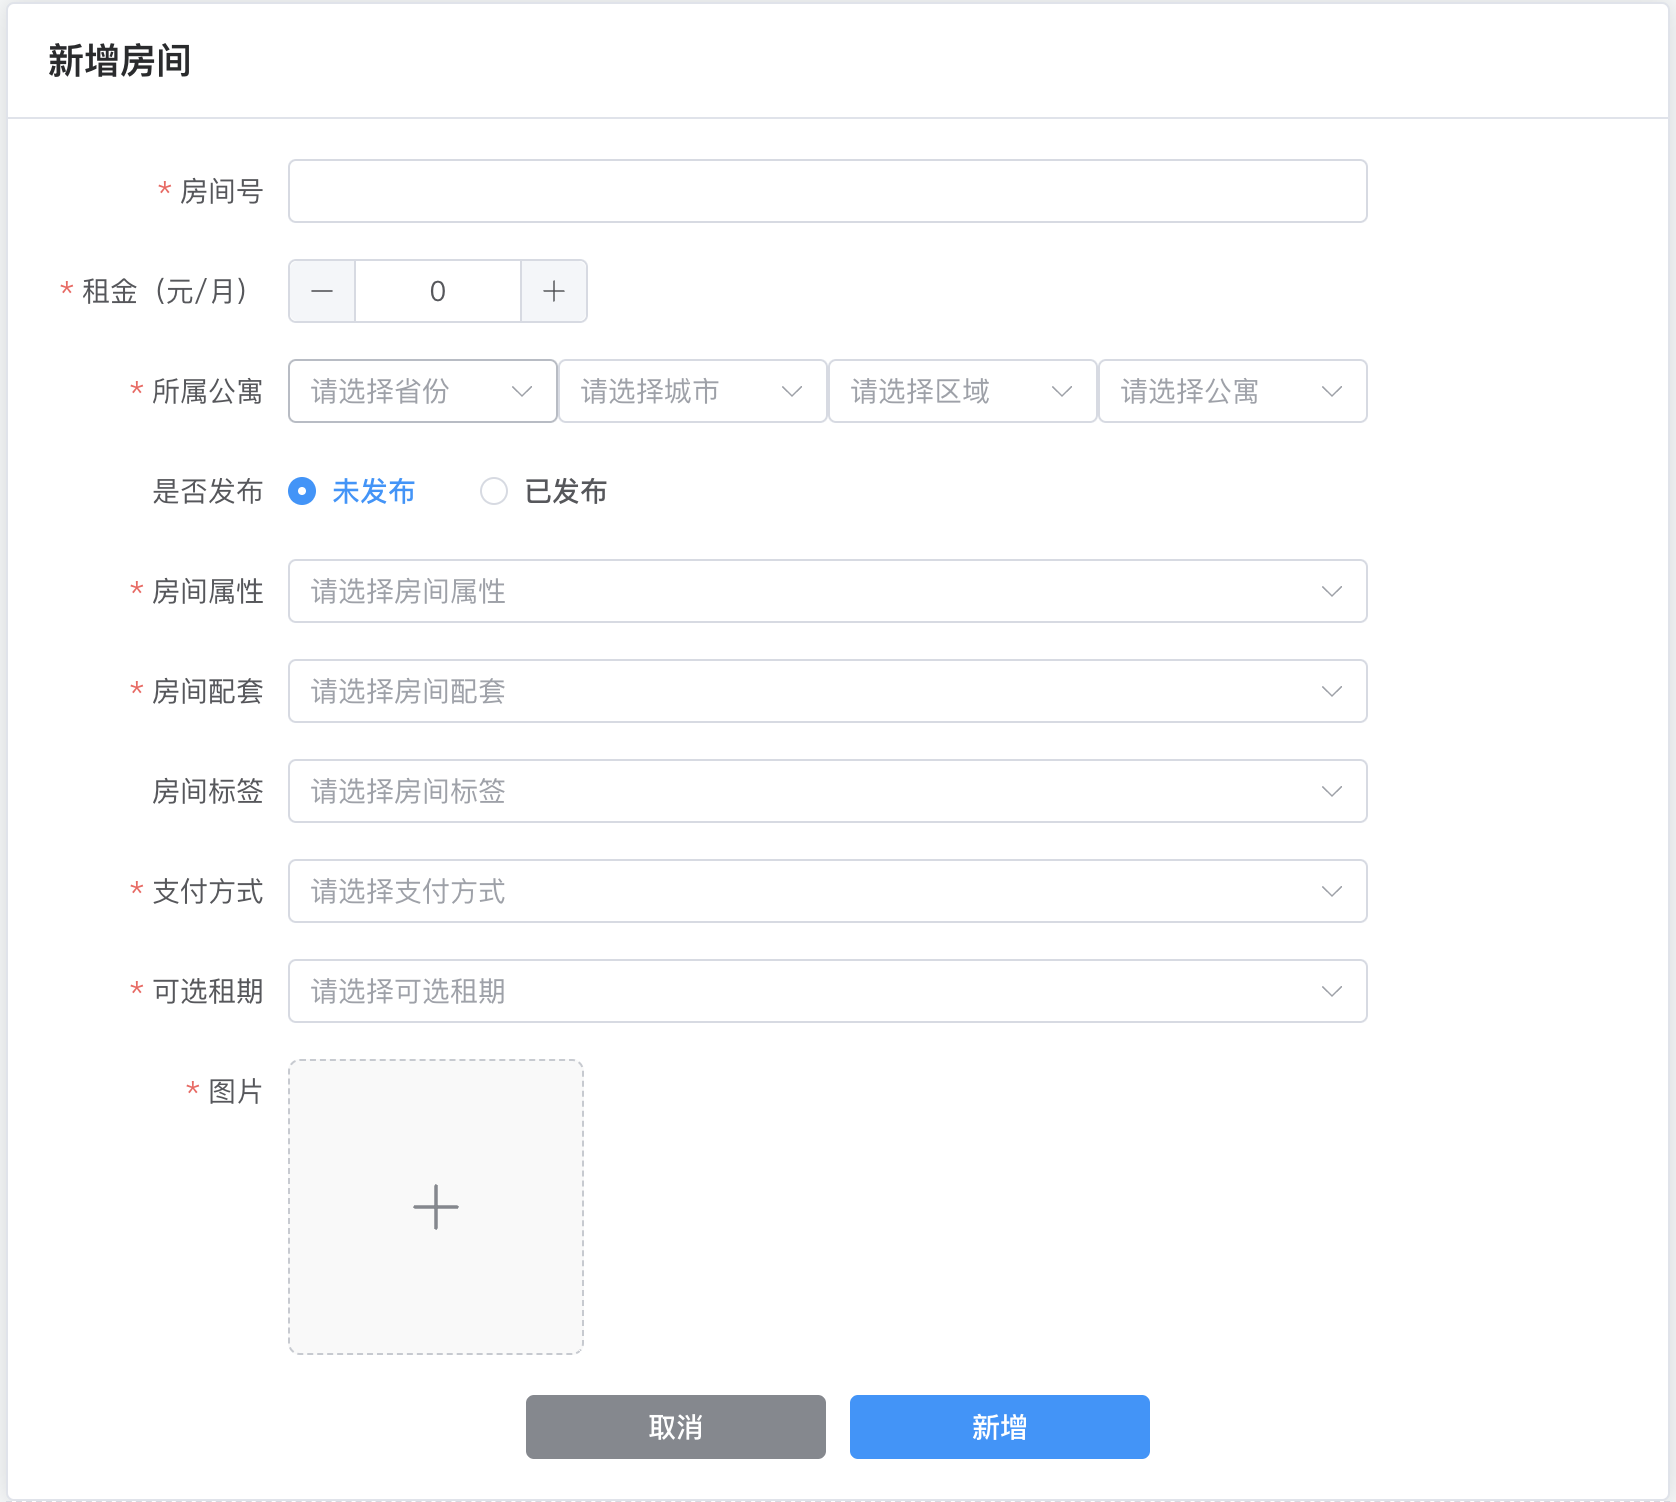 新增房间
* 房间号
* 租金（元/月） 0
* 所属公寓 请选择省份 请选择城市 请选择区域 请选择公寓
是否发布 未发布 已发布
* 房间属性 请选择房间属性
* 房间配套 请选择房间配套
房间标签 请选择房间标签
* 支付方式 请选择支付方式
* 可选租期 请选择可选租期
* 图片
取消 新增